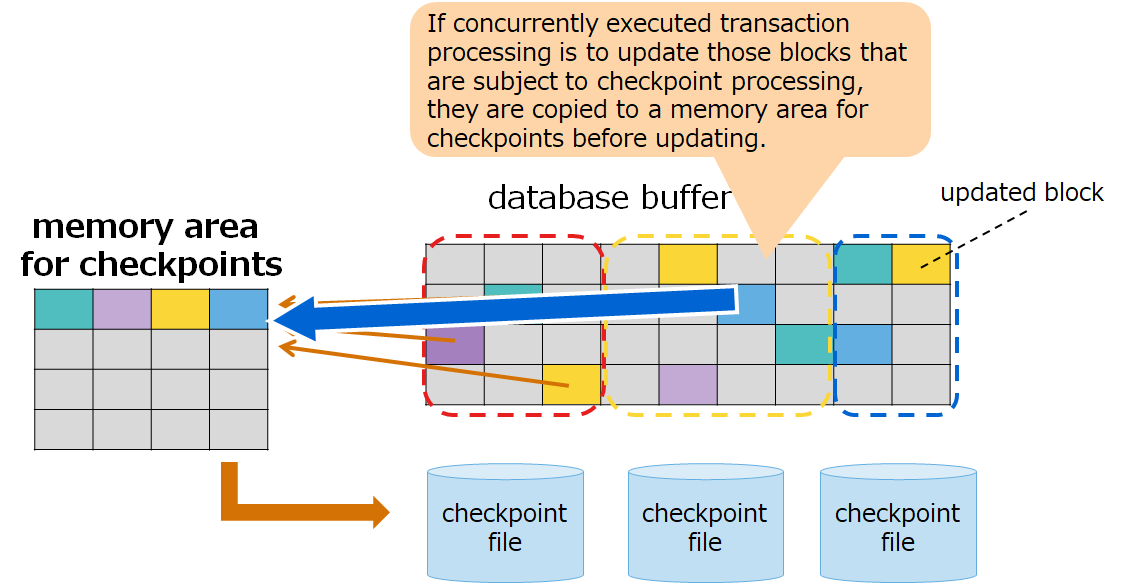 If concurrently executed transaction
processing is to update those blocks that
are subject to checkpoint processing,
they are copied to a memory area for
checkpoints before updating.
database buffer
updated block
memory area
for checkpoints
checkpoint
file
checkpoint
file
checkpoint
file